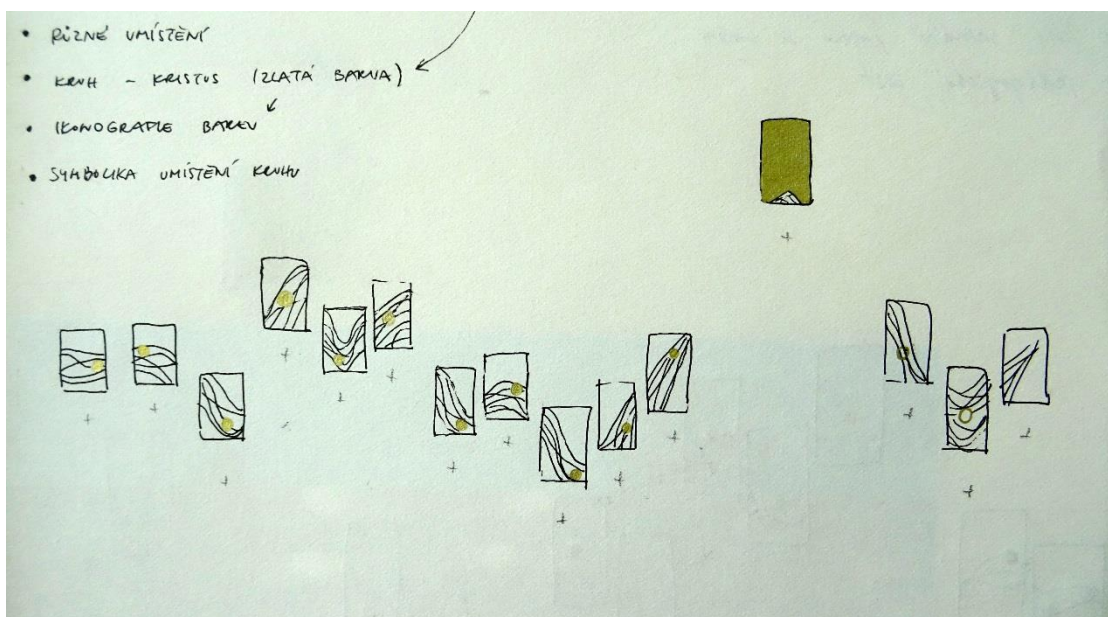 • RŮZNÉ UMÍSTĚNÍ
• KRUH - KRISTUS (ZLATÁ BARVA)
• IKONOGRAFIE BAREV
• SYMBOLIKA UMÍSTĚNÍ KRUHU